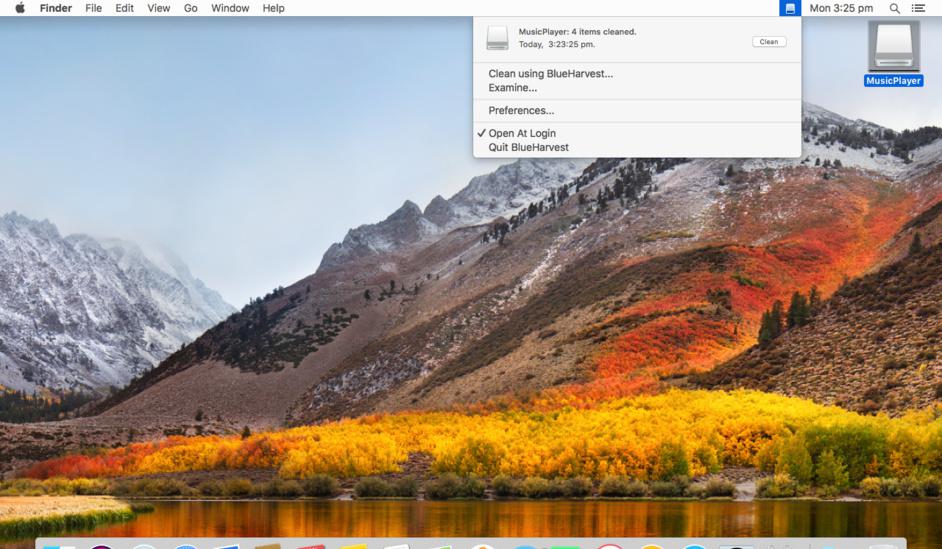 Finder File Edit View Go Window Help Mon 3:25 pm
MusicPlayer: 4 items cleaned.
Today, 3:23:25 pm.
Clean
Clean using BlueHarvest...
Examine...
Preferences...
✓ Open At Login
Quit BlueHarvest
MusicPlayer